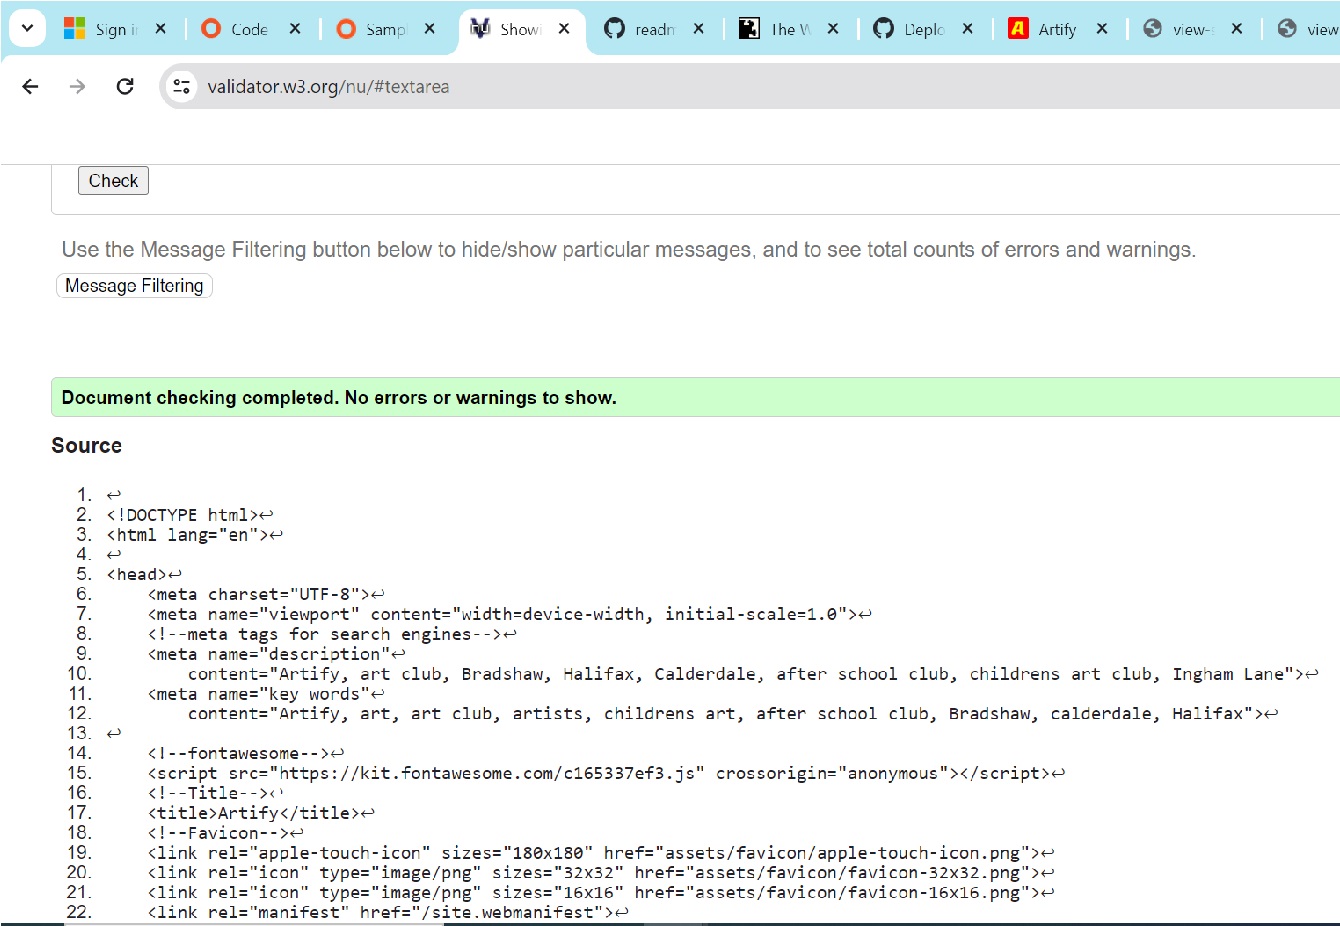 Sign i
Code
Samp
Show
readm
The W
Deplo
Artify
view-
view
validator.w3.org/nu/#textarea
Check
Use the Message Filtering button below to hide/show particular messages, and to see total counts of errors and warnings.
Message Filtering
Document checking completed. No errors or warnings to show.
Source
1. ↩
2. <!DOCTYPE html>↩
3. <html lang="en">↩
4. ↩
5. <head>↩
6. <meta charset="UTF-8">↩
7. <meta name="viewport" content="width=device-width, initial-scale=1.0">↩
8. <!--meta tags for search engines-->↩
9. <meta name="description"↩
10. content="Artify, art club, Bradshaw, Halifax, Calderdale, after school club, childrens art club, Ingham Lane">↩
11. <meta name="key words"↩
12. content="Artify, art, art club, artists, childrens art, after school club, Bradshaw, calderdale, Halifax">↩
13. ↩
14. <!--fontawesome-->↩
15. <script src="https://kit.fontawesome.com/c165337ef3.js" crossorigin="anonymous"></script>↩
16. <!--Title-->↩
17. <title>Artify</title>↩
18. <!--Favicon-->↩
19. <link rel="apple-touch-icon" sizes="180x180" href="assets/favicon/apple-touch-icon.png">↩
20. <link rel="icon" type="image/png" sizes="32x32" href="assets/favicon/favicon-32x32.png">↩
21. <link rel="icon" type="image/png" sizes="16x16" href="assets/favicon/favicon-16x16.png">↩
22. <link rel="manifest" href="/site.webmanifest">↩